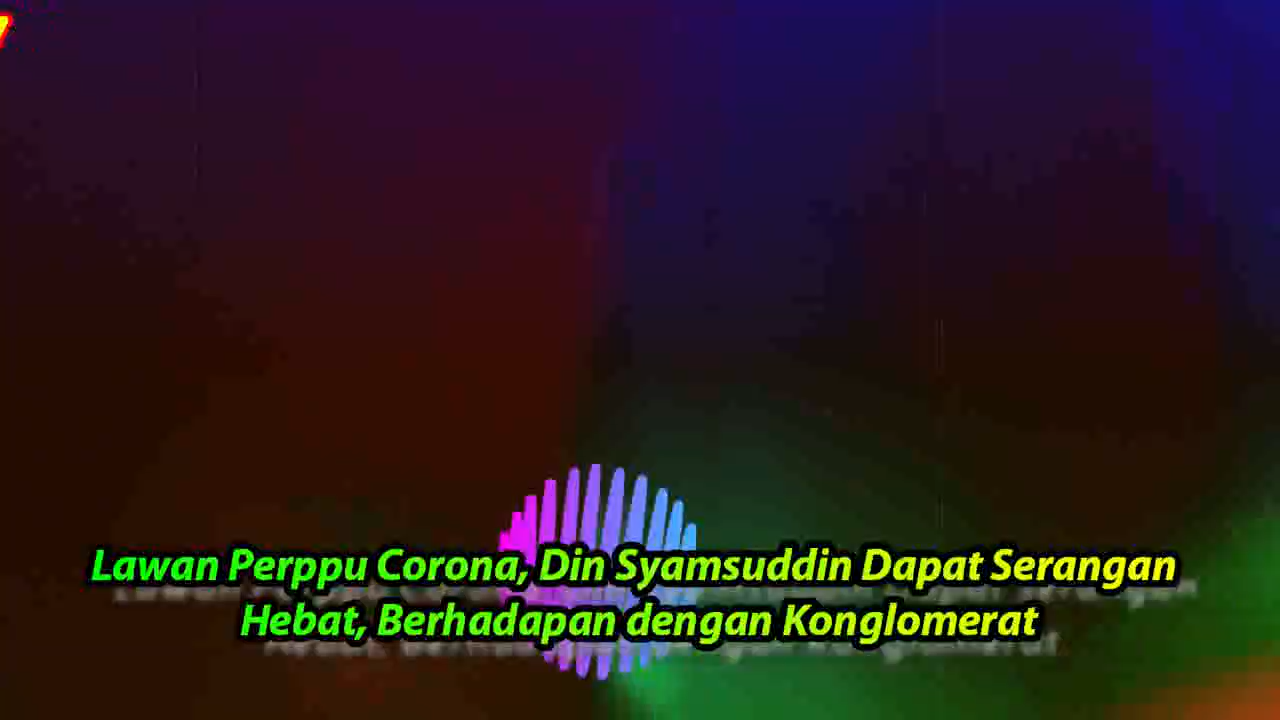 Lawan Perppu Corona, Din Syamsuddin Dapat Serangan
Hebat, Berhadapan dengan Konglomerat